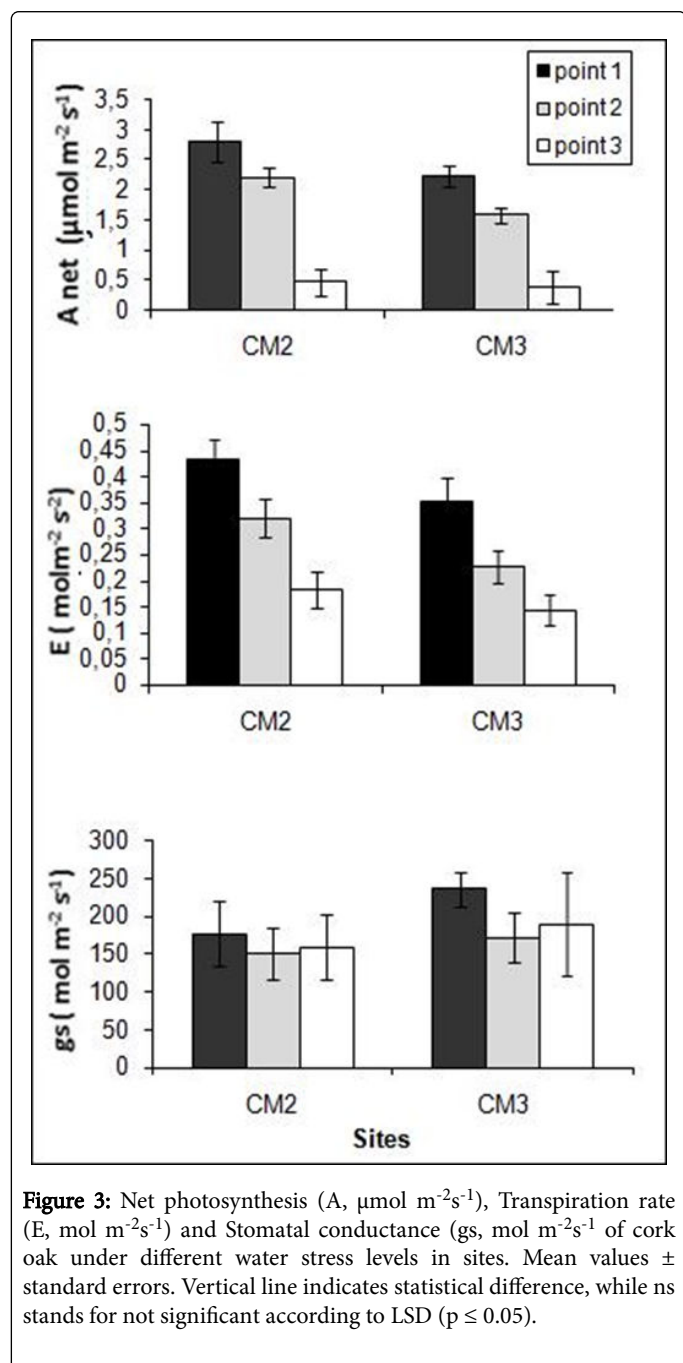 point 1
point 2
point 3
A net (µmol m⁻² s⁻¹)
3,5
3
2,5
2
1,5
1
0,5
0
CM2 CM3
E ( molm⁻² s⁻²)
0,5
0,45
0,4
0,35
0,3
0,25
0,2
0,15
0,1
0,05
0
CM2 CM3
gs ( mol m⁻² s⁻¹)
300
250
200
150
100
50
0
CM2 CM3
Sites
Figure 3: Net photosynthesis (A, μmol m⁻²s⁻¹), Transpiration rate
(E, mol m⁻²s⁻¹) and Stomatal conductance (gs, mol m⁻²s⁻¹ of cork
oak under different water stress levels in sites. Mean values ±
standard errors. Vertical line indicates statistical difference, while ns
stands for not significant according to LSD (p ≤ 0.05).